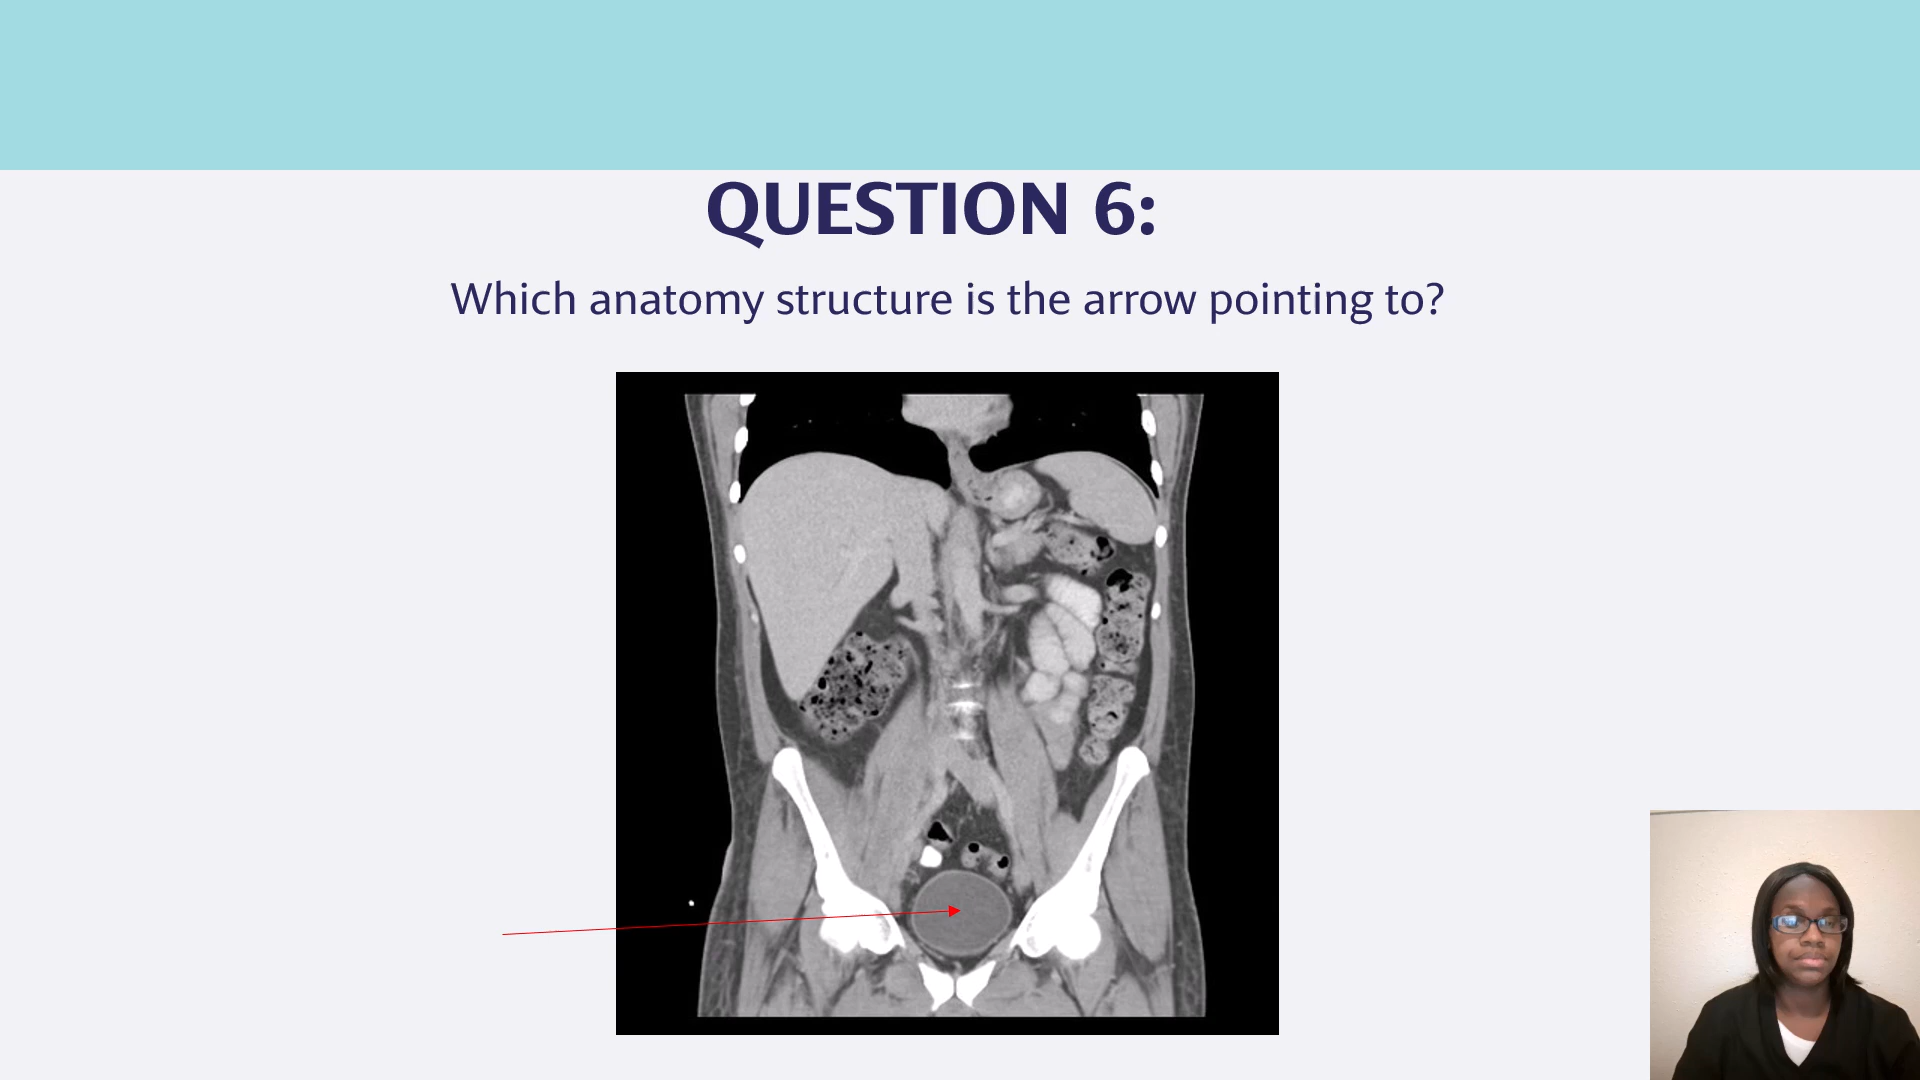 QUESTION 6:
Which anatomy structure is the arrow pointing to?